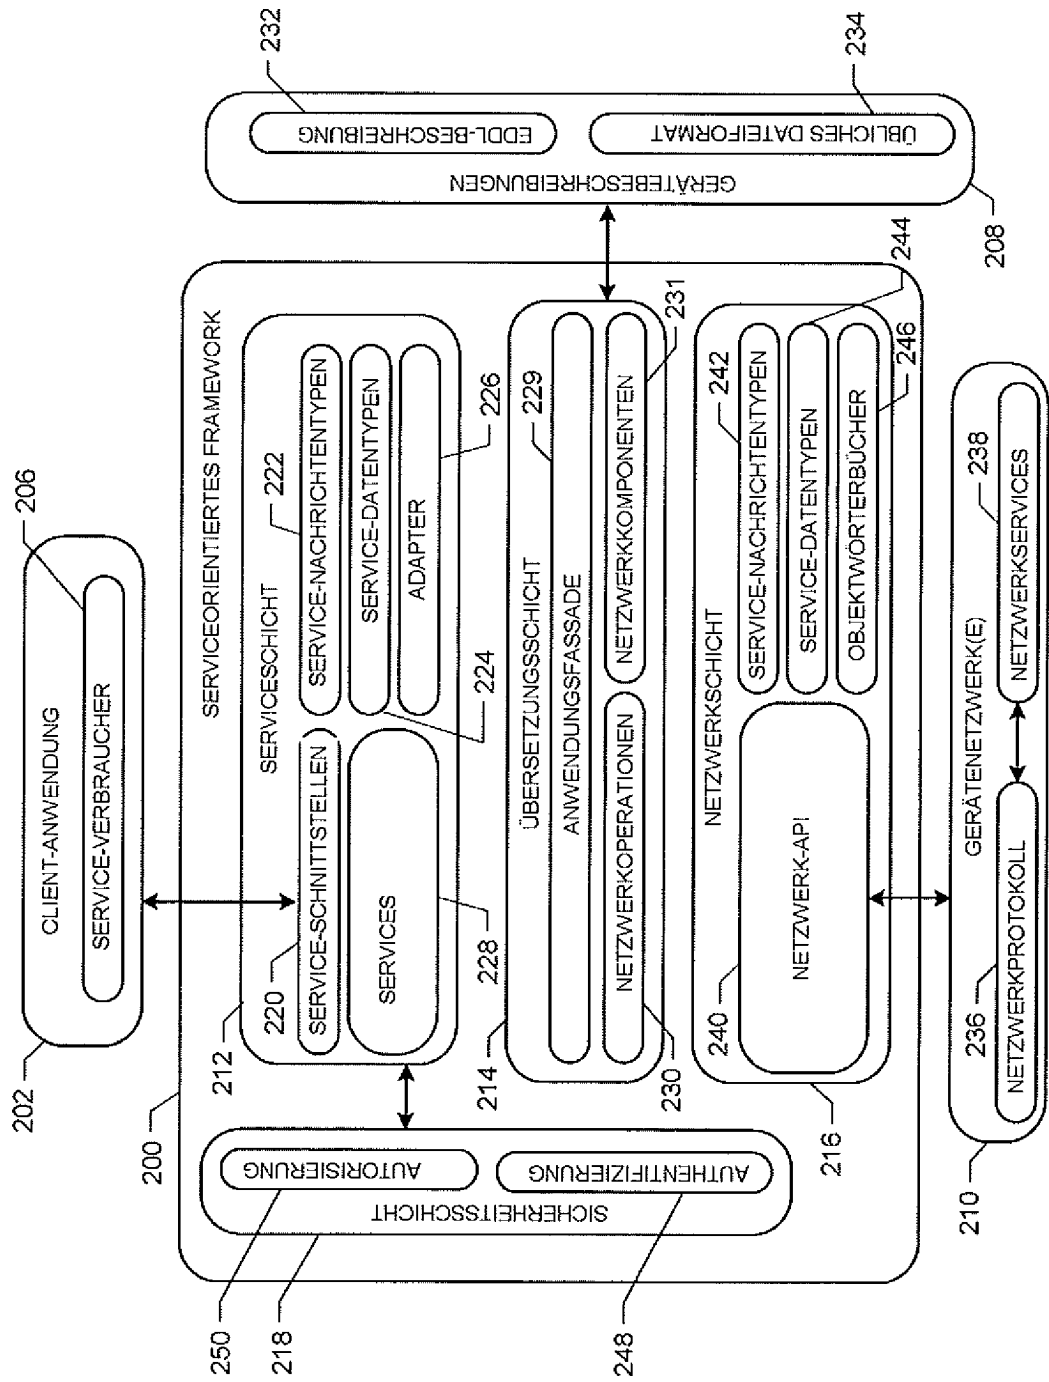 202
CLIENT-ANWENDUNG
206
SERVICE-VERBRAUCHER
200
SERVICEORIENTIERTES FRAMEWORK
250
218
SICHERHEITSSCHICHT
AUTORISIERUNG
AUTHENTIFIZIERUNG
248
212
SERVICESCHICHT
220
SERVICE-SCHNITTSTELLEN
222
SERVICE-NACHRICHTENTYPEN
SERVICE-DATENTYPEN
224
ADAPTER
226
SERVICES
228
214
ÜBERSETZUNGSSCHICHT
ANWENDUNGSFASSADE
229
NETZWERKOPERATIONEN
230
NETZWERKKOMPONENTEN
231
216
NETZWERKSCHICHT
240
NETZWERK-API
242
SERVICE-NACHRICHTENTYPEN
SERVICE-DATENTYPEN
244
OBJEKTWÖRTERBÜCHER
246
GERÄTEBESCHREIBUNGEN
EDDL-BESCHREIBUNG
232
ÜBLICHES DATEIFORMAT
234
208
210
GERÄTENETZWERK(E)
236
NETZWERKPROTOKOLL
238
NETZWERKSERVICES